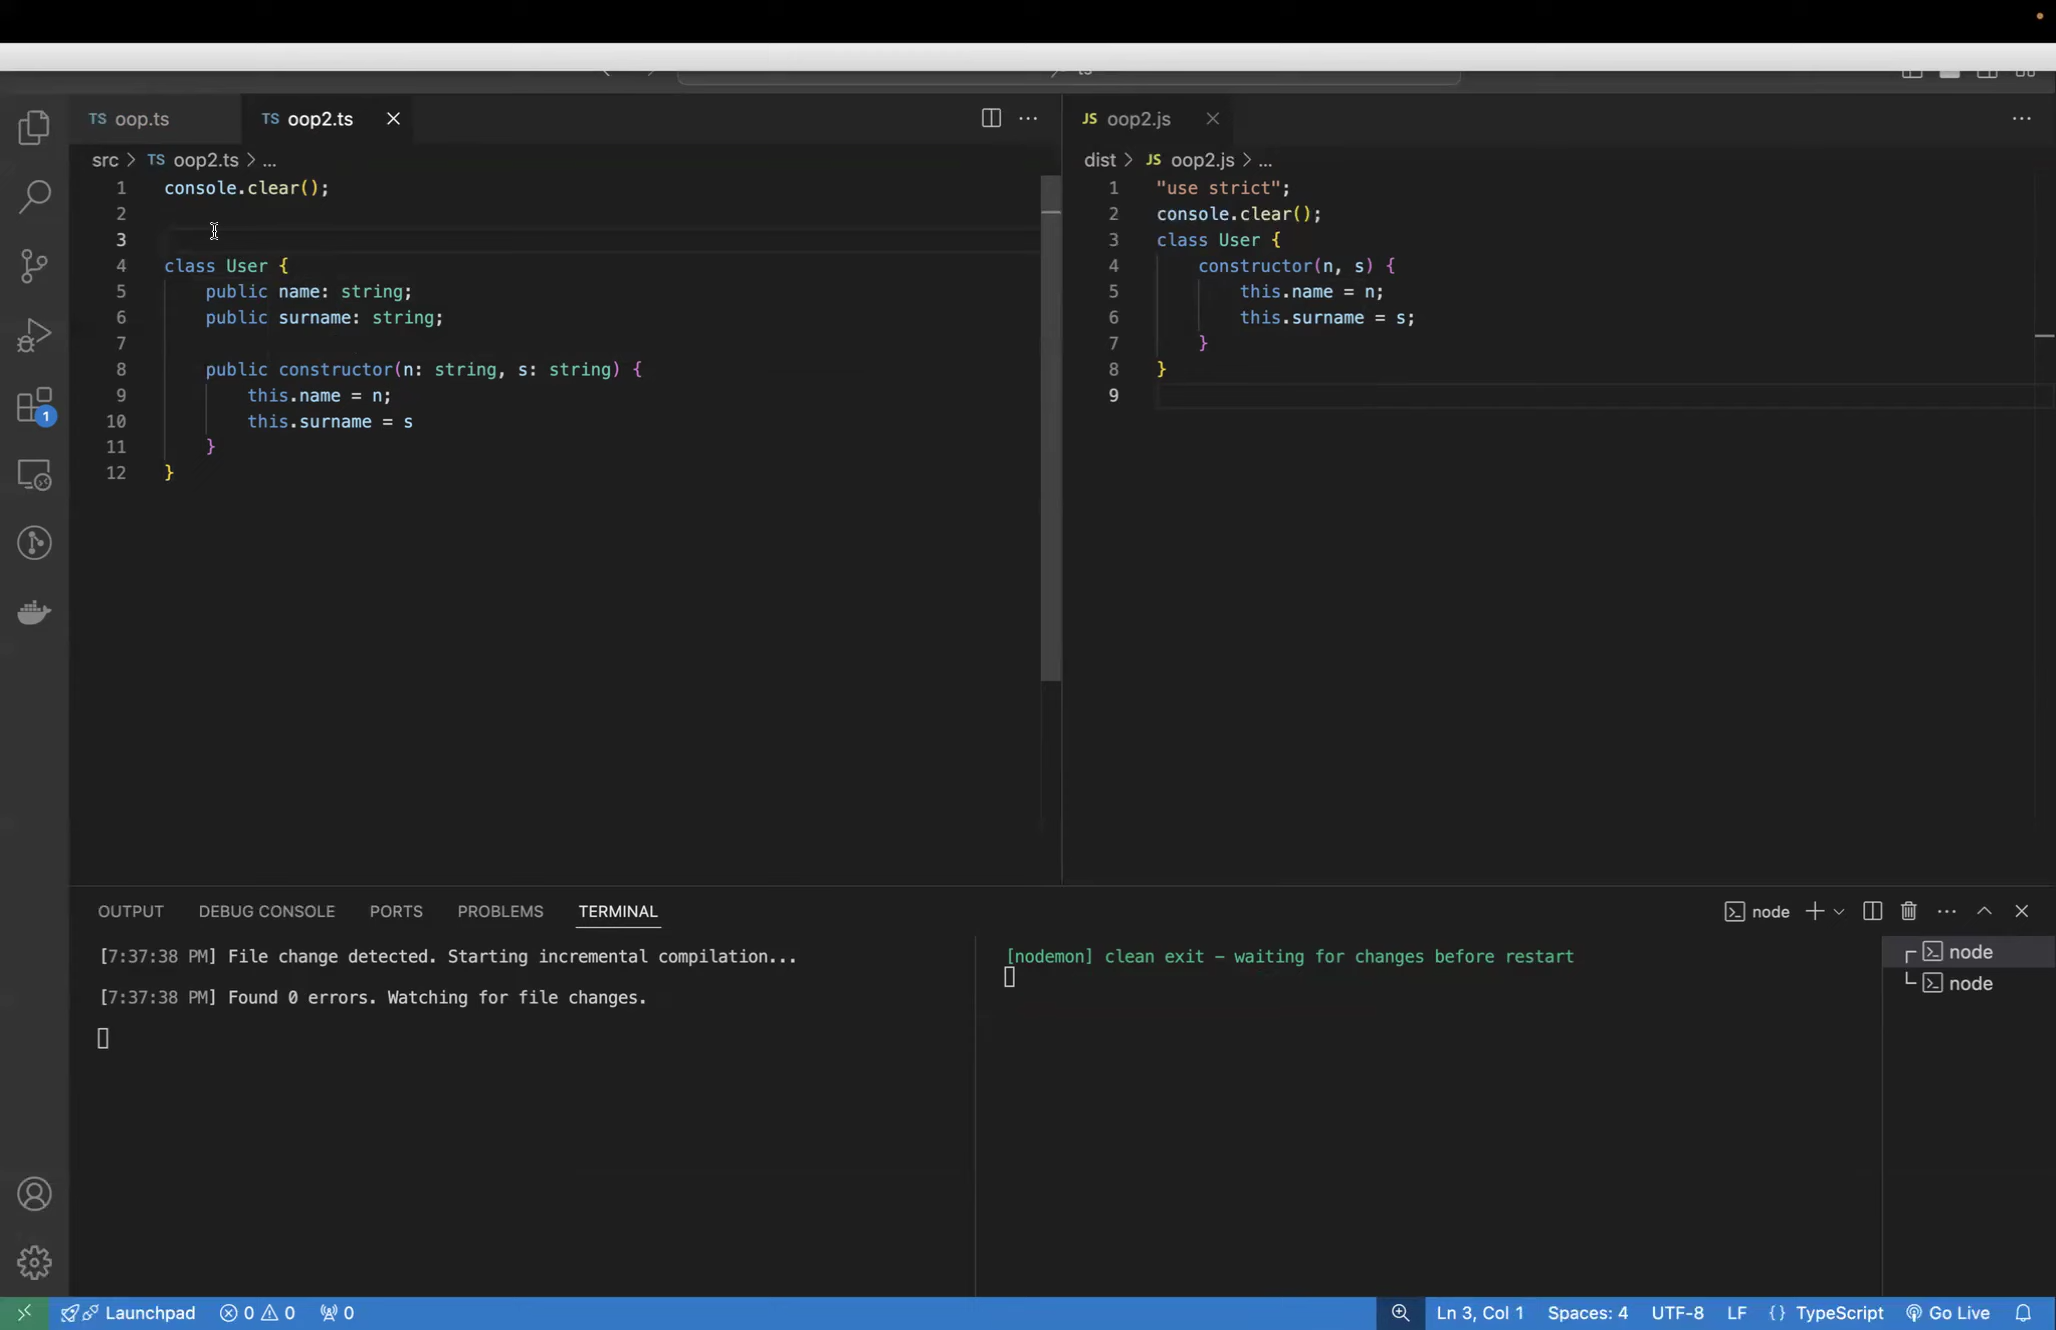 TS oop.ts
TS oop2.ts
src > TS oop2.ts > ...
1 console.clear();
2
3
4 class User {
5     public name: string;
6     public surname: string;
7
8     public constructor(n: string, s: string) {
9         this.name = n;
10         this.surname = s
11     }
12 }
JS oop2.js
dist > JS oop2.js > ...
1 "use strict";
2 console.clear();
3 class User {
4     constructor(n, s) {
5         this.name = n;
6         this.surname = s;
7     }
8 }
9
1
OUTPUT DEBUG CONSOLE PORTS PROBLEMS TERMINAL
node
[7:37:38 PM] File change detected. Starting incremental compilation...
[7:37:38 PM] Found 0 errors. Watching for file changes.
[nodemon] clean exit - waiting for changes before restart
node
node
Launchpad 0 0 0 Ln 3, Col 1 Spaces: 4 UTF-8 LF {} TypeScript Go Live